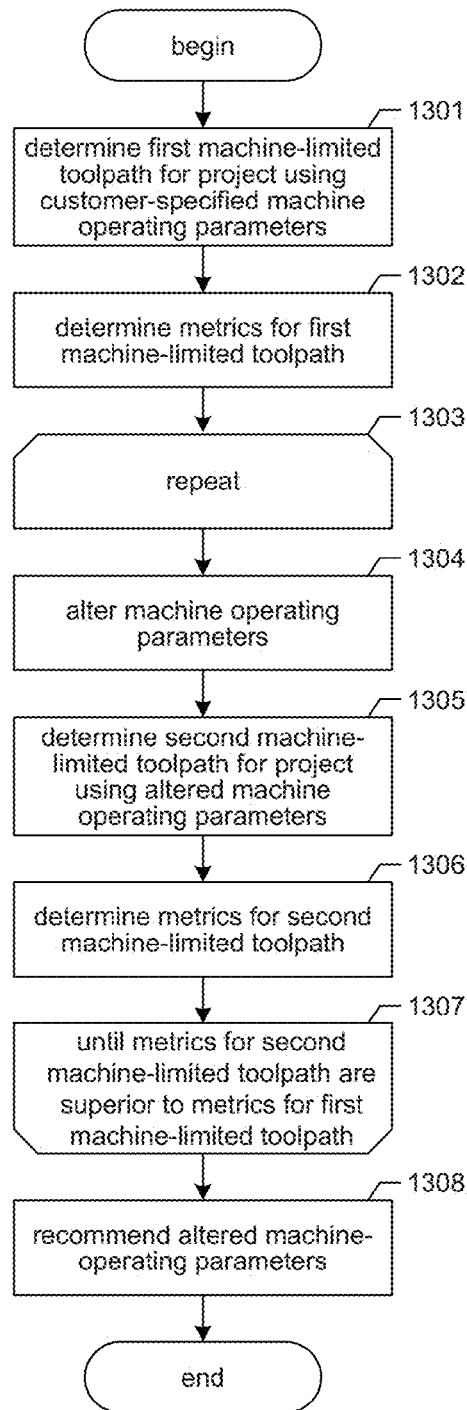 begin
1301
determine first machine-limited
toolpath for project using
customer-specified machine
operating parameters
1302
determine metrics for first
machine-limited toolpath
1303
repeat
1304
alter machine operating
parameters
1305
determine second machine-
limited toolpath for project
using altered machine
operating parameters
1306
determine metrics for second
machine-limited toolpath
1307
until metrics for second
machine-limited toolpath are
superior to metrics for first
machine-limited toolpath
1308
recommend altered machine-
operating parameters
end